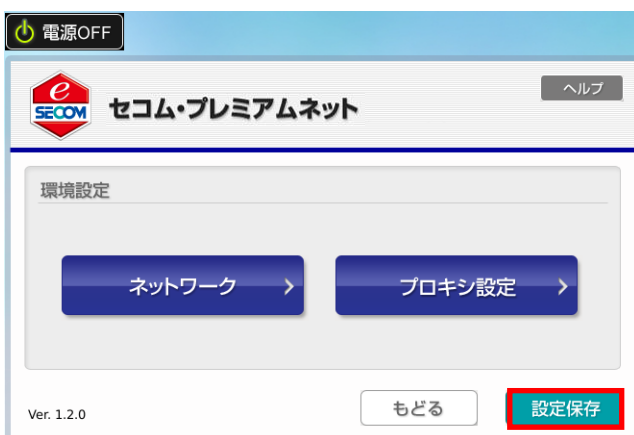 電源OFF
ヘルプ
e
SECOM
セコム・プレミアムネット
環境設定
ネットワーク
プロキシ設定
Ver. 1.2.0
もどる
設定保存